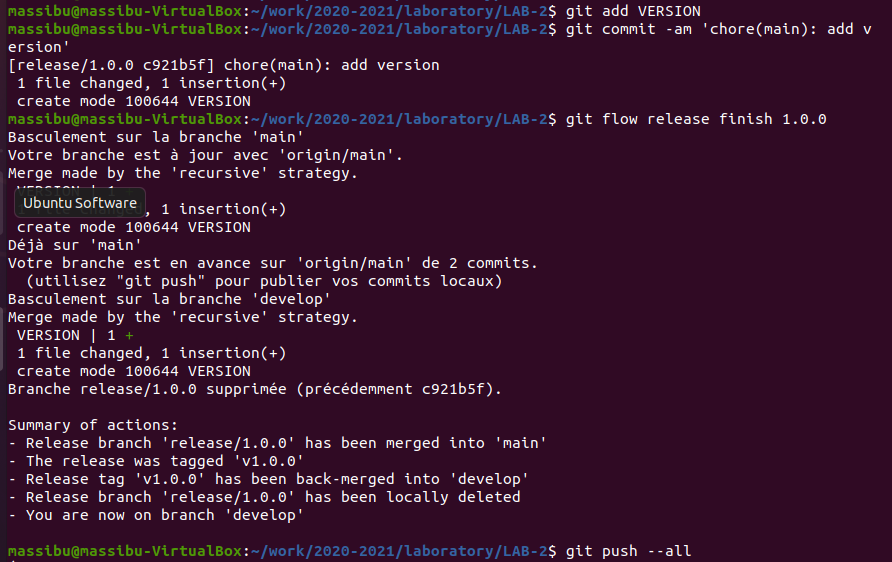 massibu@massibu-VirtualBox:~/work/2020-2021/laboratory/LAB-2$ git add VERSION
massibu@massibu-VirtualBox:~/work/2020-2021/laboratory/LAB-2$ git commit -am 'chore(main): add v
ersion'
[release/1.0.0 c921b5f] chore(main): add version
 1 file changed, 1 insertion(+)
 create mode 100644 VERSION
massibu@massibu-VirtualBox:~/work/2020-2021/laboratory/LAB-2$ git flow release finish 1.0.0
Basculement sur la branche 'main'
Votre branche est à jour avec 'origin/main'.
Merge made by the 'recursive' strategy.
 VERSION | 1 +
Ubuntu Software
 1 file changed, 1 insertion(+)
 create mode 100644 VERSION
Déjà sur 'main'
Votre branche est en avance sur 'origin/main' de 2 commits.
  (utilisez "git push" pour publier vos commits locaux)
Basculement sur la branche 'develop'
Merge made by the 'recursive' strategy.
 VERSION | 1 +
 1 file changed, 1 insertion(+)
 create mode 100644 VERSION
Branche release/1.0.0 supprimée (précédemment c921b5f).

Summary of actions:
- Release branch 'release/1.0.0' has been merged into 'main'
- The release was tagged 'v1.0.0'
- Release tag 'v1.0.0' has been back-merged into 'develop'
- Release branch 'release/1.0.0' has been locally deleted
- You are now on branch 'develop'

massibu@massibu-VirtualBox:~/work/2020-2021/laboratory/LAB-2$ git push --all